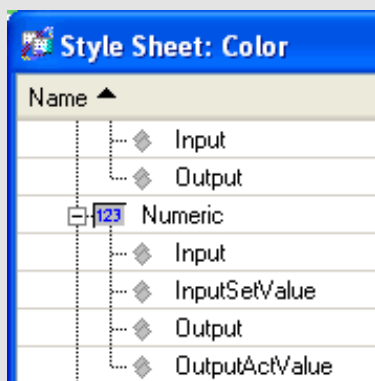 Style Sheet: Color
Name
Input
Output
123 Numeric
Input
InputSetValue
Output
OutputActValue